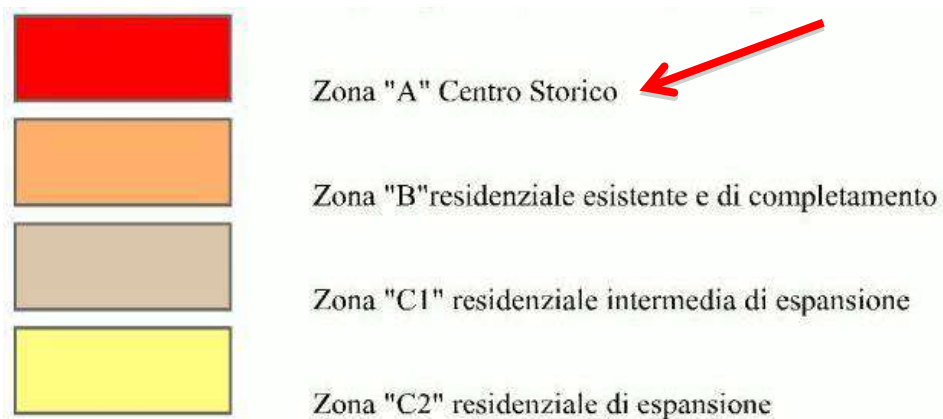 Zona "A" Centro Storico
Zona "B"residenziale esistente e di completamento
Zona "C1" residenziale intermedia di espansione
Zona "C2" residenziale di espansione